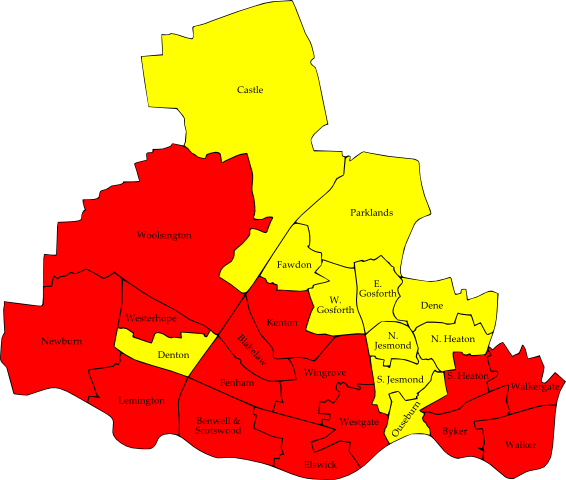 Castle
Parklands
Woolsington
Fawdon
E.
Gosforth
W.
Gosforth
Dene
Westerhope
Kenton
Newburn
Denton
Blakelaw
N.
Jesmond
N. Heaton
Wingrove
S. Jesmond
S. Heaton
Fenham
Walkergate
Lemington
Benwell &
Scotswood
Westgate
Ouseburn
Byker
Walker
Elswick